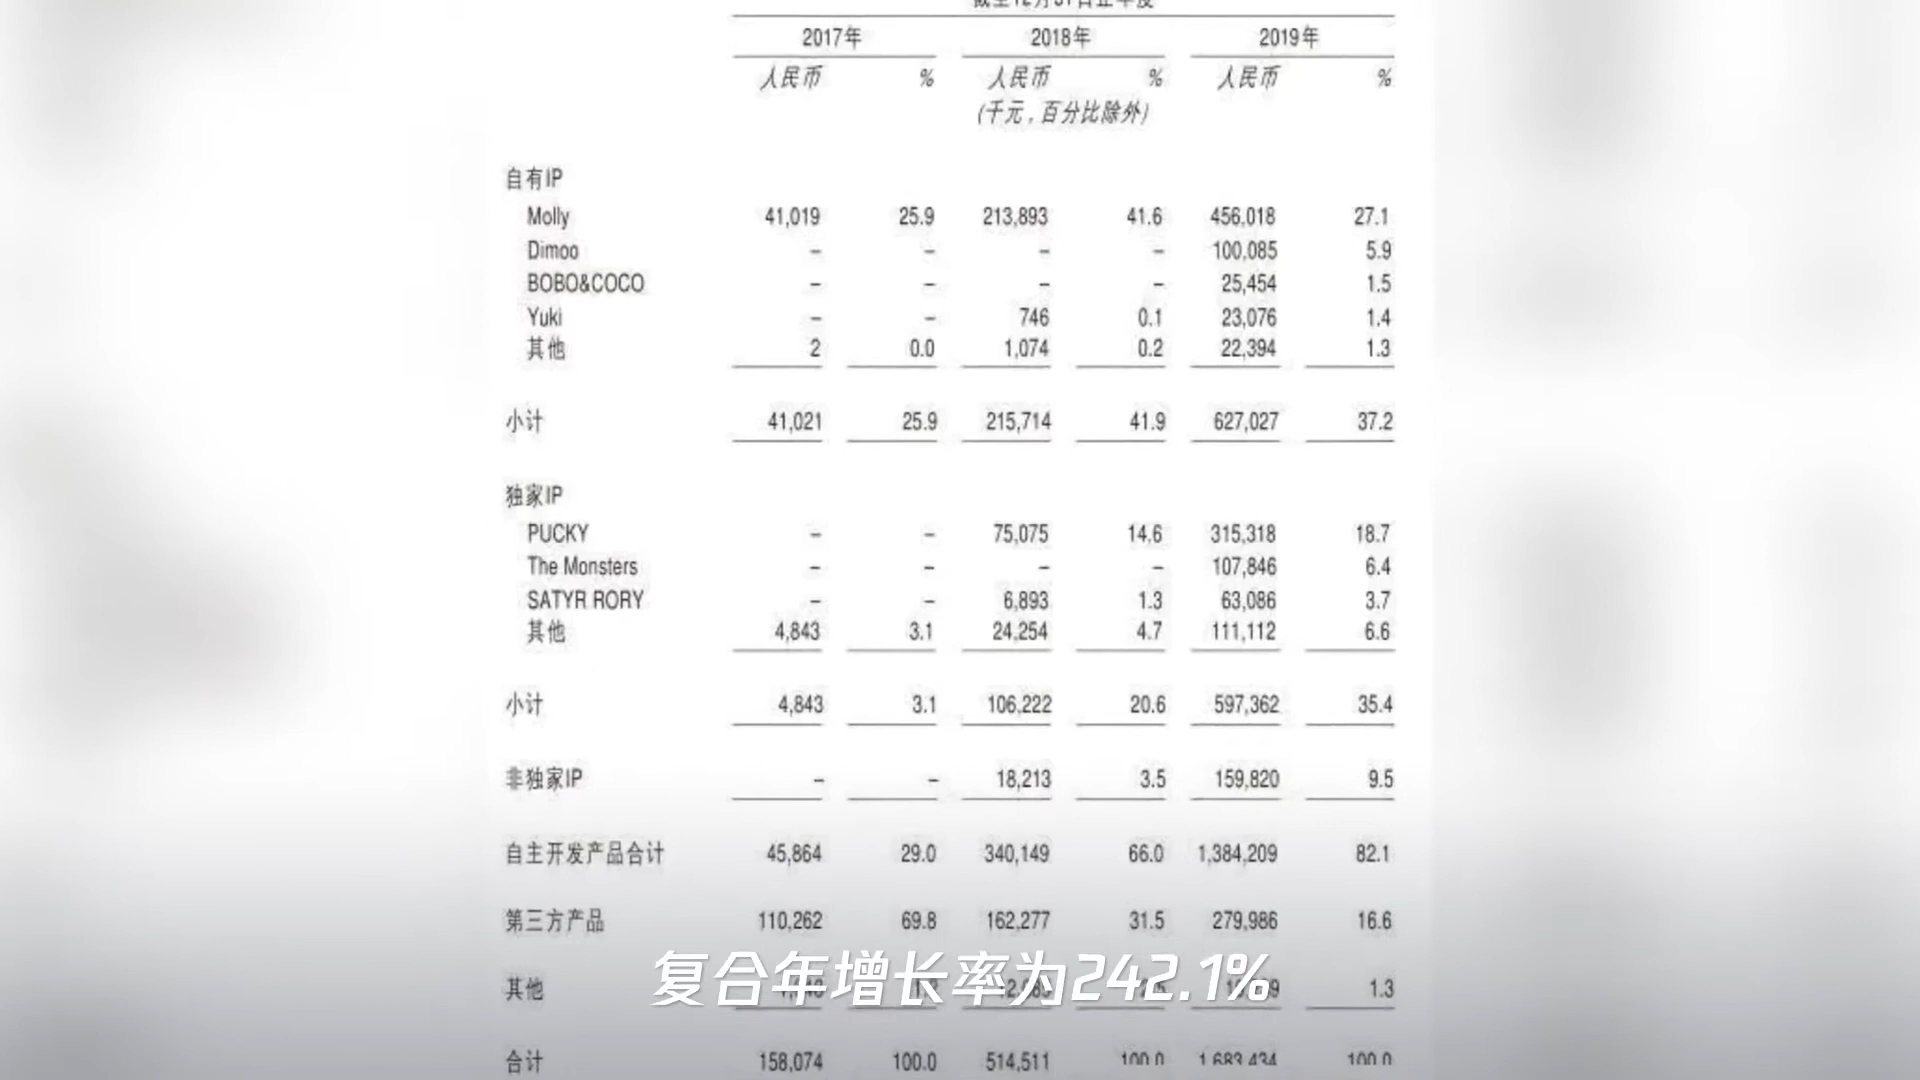 2017年 2018年 2019年
人民币 % 人民币 % 人民币 %
(千元，百分比除外)
自有IP
Molly 41,019 25.9 213,893 41.6 456,018 27.1
Dimoo – – – – 100,085 5.9
BOBO&COCO – – – – 25,454 1.5
Yuki – – 746 0.1 23,076 1.4
其他 2 0.0 1,074 0.2 22,394 1.3
小计 41,021 25.9 215,714 41.9 627,027 37.2
独家IP
PUCKY – – 75,075 14.6 315,318 18.7
The Monsters – – – – 107,846 6.4
SATYR RORY – – 6,893 1.3 63,086 3.7
其他 4,843 3.1 24,254 4.7 111,112 6.6
小计 4,843 3.1 106,222 20.6 597,362 35.4
非独家IP – – 18,213 3.5 159,820 9.5
自主开发产品合计 45,864 29.0 340,149 66.0 1,384,209 82.1
第三方产品 110,262 69.8 162,277 31.5 279,986 16.6
其他 1.3
复合年增长率为242.1%
合计 158,074 100.0 514,511 100.0 1,683,434 100.0